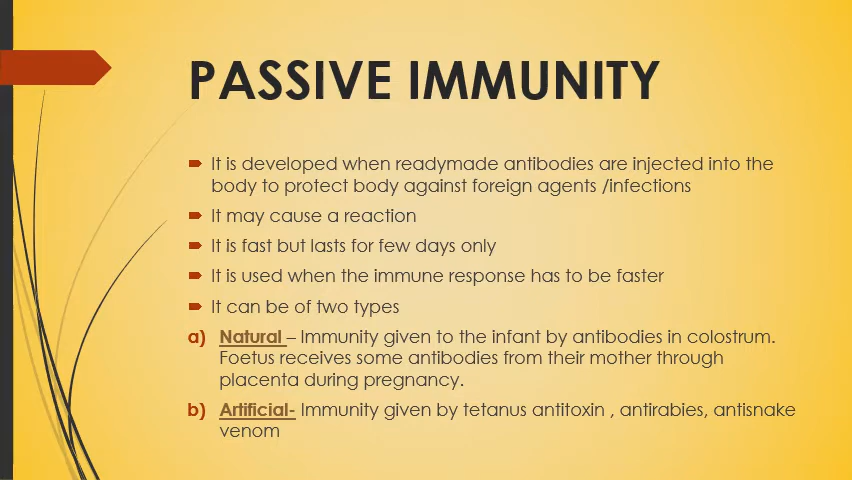 PASSIVE IMMUNITY
It is developed when readymade antibodies are injected into the
body to protect body against foreign agents /infections
It may cause a reaction
It is fast but lasts for few days only
It is used when the immune response has to be faster
It can be of two types
a) Natural – Immunity given to the infant by antibodies in colostrum.
Foetus receives some antibodies from their mother through
placenta during pregnancy.
b) Artificial- Immunity given by tetanus antitoxin , antirabies, antisnake
venom